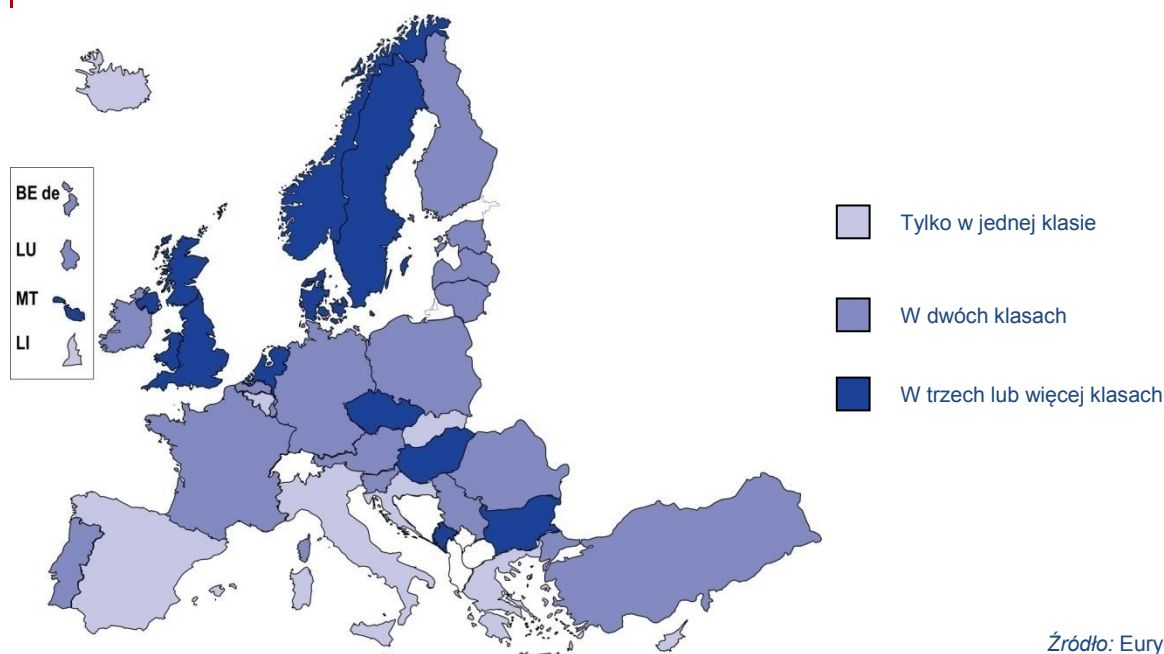 BE de
LU
MT
LI
Tylko w jednej klasie
W dwóch klasach
W trzech lub więcej klasach
Źródło: Eury